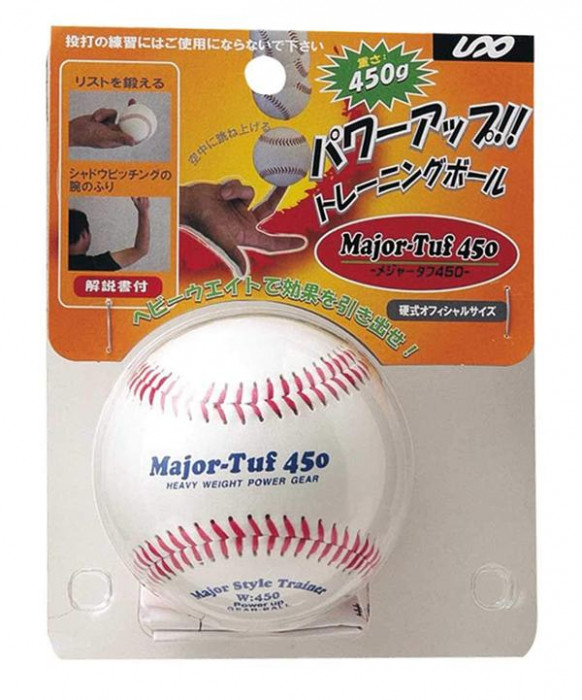 投打の練習にはご使用にならないで下さい
リストを鍛える
シャドウピッチングの
腕のふり
解説書付
空中に跳ね上げる
重さ:
450g
パワーアップ!!
トレーニングボール
Major-Tuf 450
-メジャータフ450-
硬式オフィシャルサイズ
ヘビーウエイトで効果を引き出せ!
Major-Tuf 450
HEAVY WEIGHT POWER GEAR
Major Style Trainer
W:450
Power up
GEAR-BALL